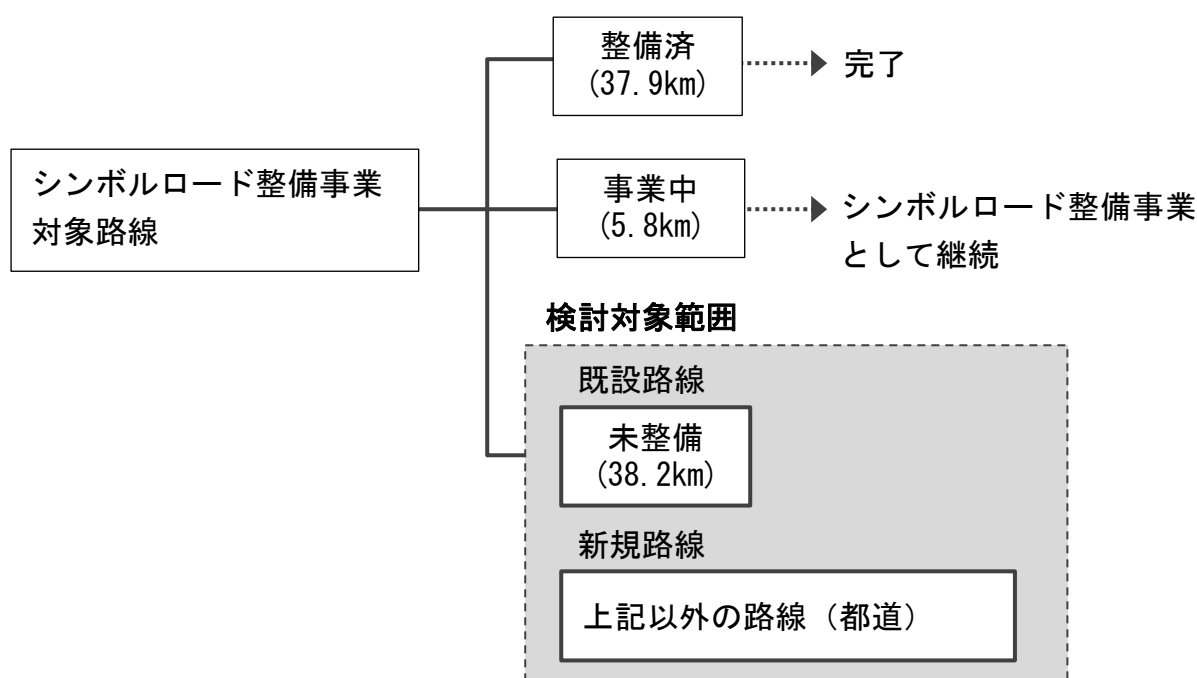 整備済
(37.9km)
完了
シンボルロード整備事業
対象路線
事業中
(5.8km)
シンボルロード整備事業
として継続
検討対象範囲
既設路線
未整備
(38.2km)
新規路線
上記以外の路線（都道）